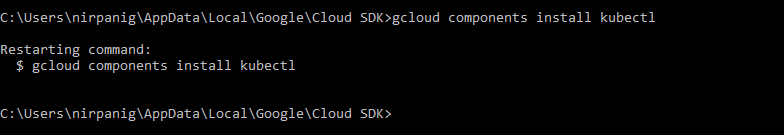 C:\Users\nirpanig\AppData\Local\Google\Cloud SDK>gcloud components install kubectl
Restarting command:
$ gcloud components install kubectl
C:\Users\nirpanig\AppData\Local\Google\Cloud SDK>